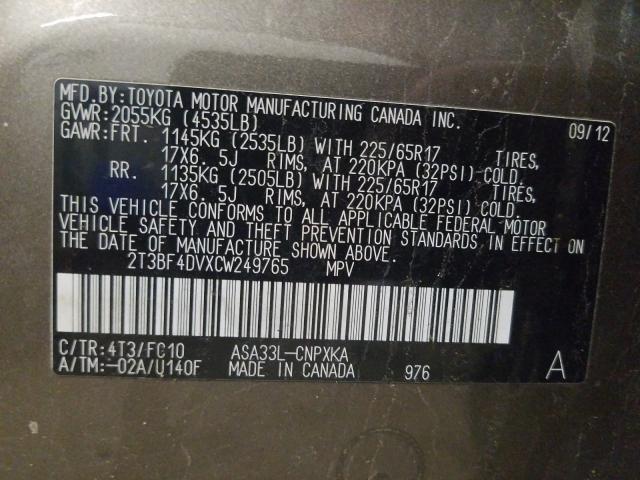 MFD. BY: TOYOTA MOTOR MANUFACTURING CANADA INC.
GVWR: 2055KG (4535LB) 09/12
GAWR: FRT. 1145KG (2535LB) WITH 225/65R17 TIRES,
17X6. 5J RIMS, AT 220KPA (32PSI) COLD.
RR. 1135KG (2505LB) WITH 225/65R17 TIRES,
17X6. 5J RIMS, AT 220KPA (32PSI) COLD.
THIS VEHICLE CONFORMS TO ALL APPLICABLE FEDERAL MOTOR
VEHICLE SAFETY AND THEFT PREVENTION STANDARDS IN EFFECT ON
THE DATE OF MANUFACTURE SHOWN ABOVE.
2T3BF4DVXCW249765 MPV
C/TR: 4T3/FC10 ASA33L-CNPXKA
A/TM: -02A/U140F MADE IN CANADA 976 A